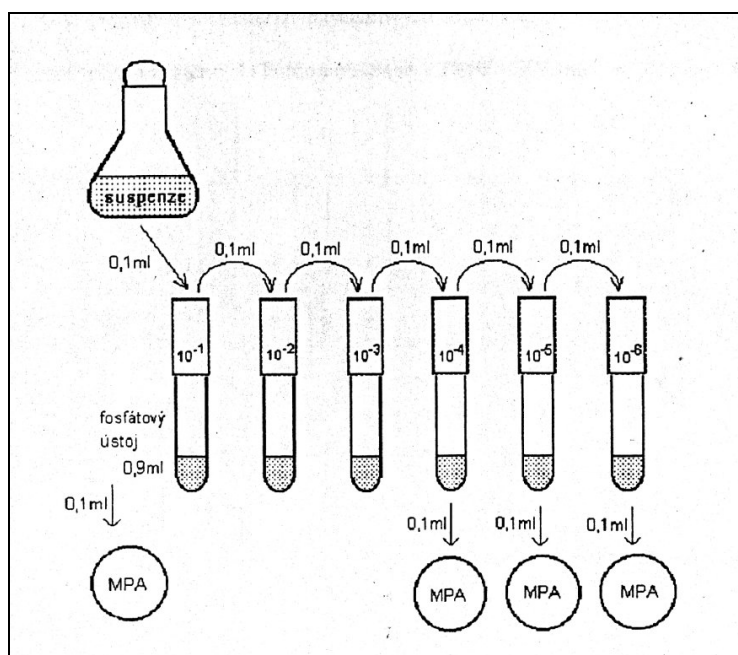 suspenze
0,1ml
0,1ml
0,1ml
0,1ml
0,1ml
0,1ml
10⁻¹
10⁻²
10⁻³
10⁻⁴
10⁻⁵
10⁻⁶
fosfátový
ústoj
0,9ml
0,1ml
0,1ml
0,1ml
0,1ml
MPA
MPA
MPA
MPA